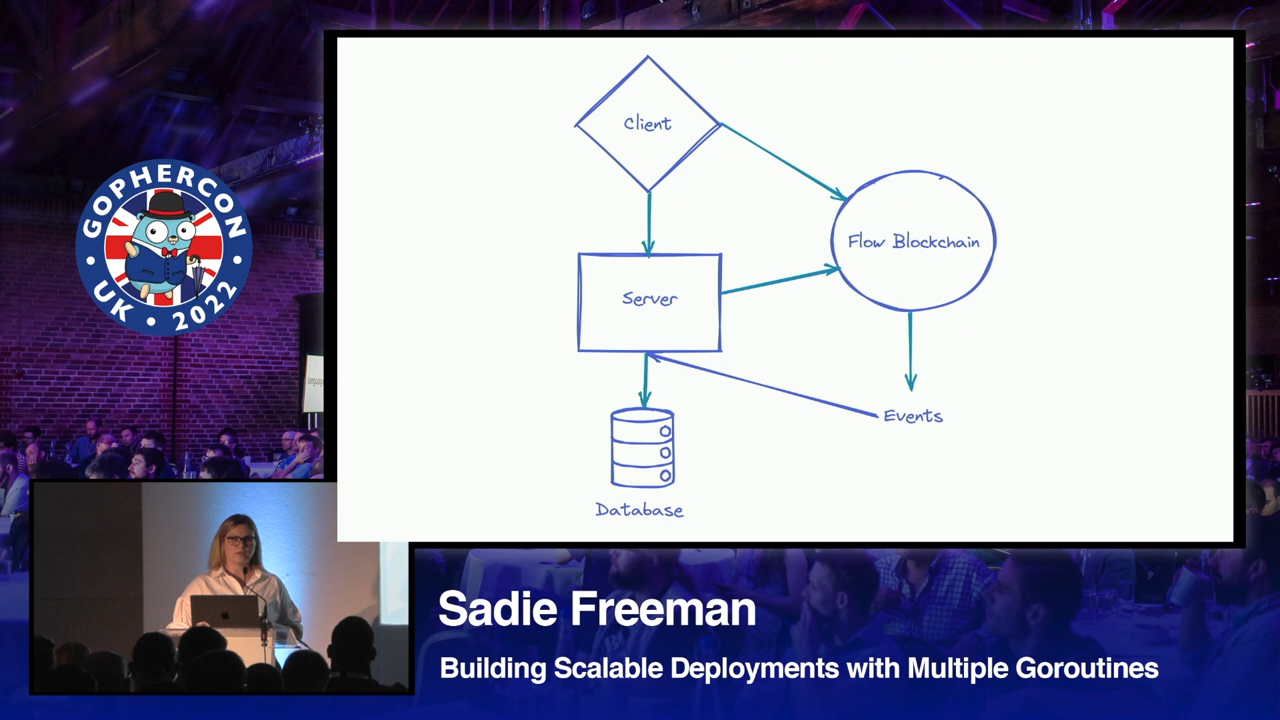 GOPHERCON
UK • 2022
Client
Flow Blockchain
Server
Events
Database
Sadie Freeman
Building Scalable Deployments with Multiple Goroutines